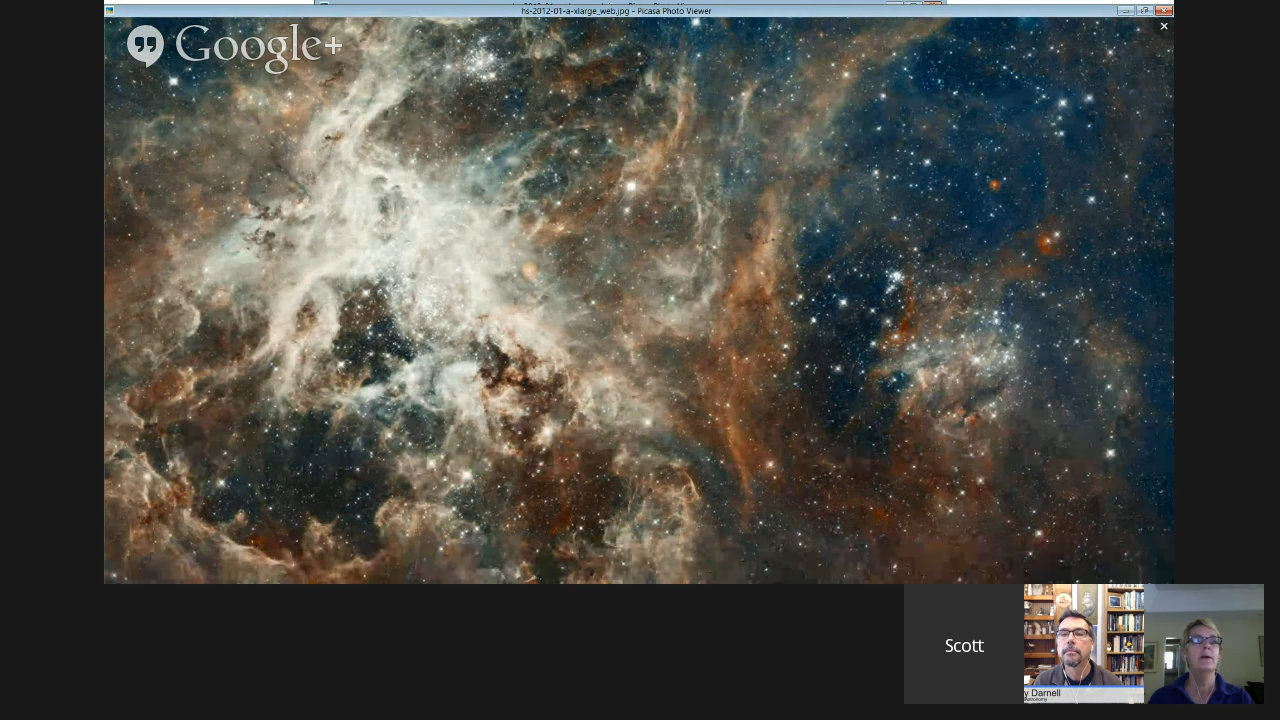 hs-2012-01-a-xlarge_web.jpg - Picasa Photo Viewer
Google+
Scott
y Darnell